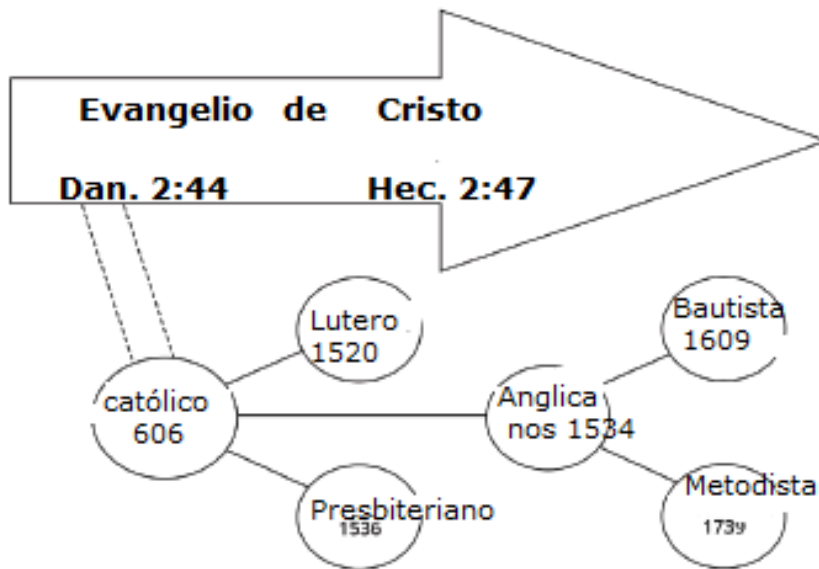 Evangelio de Cristo
Dan. 2:44 Hec. 2:47
Lutero
1520
Bautista
1609
católico
606
Anglica
nos 1534
Presbiteriano
1536
Metodista
1739